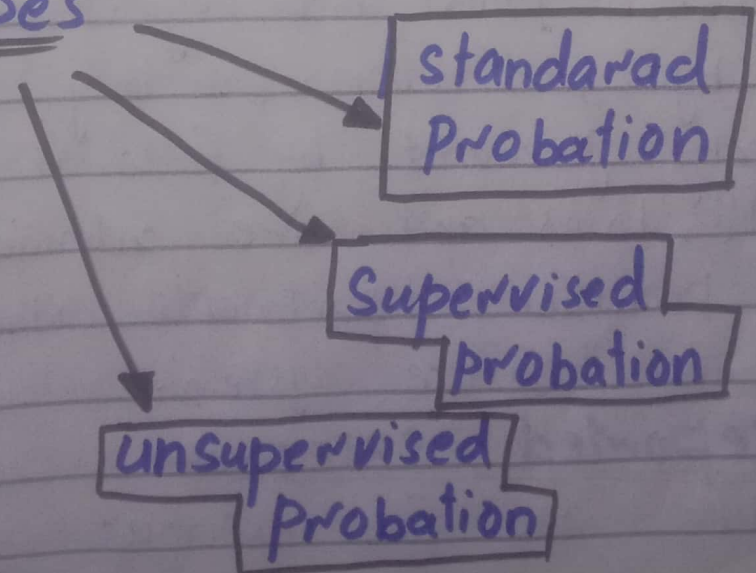 standarad
probation
Supervised
probation
unsupervised
probation